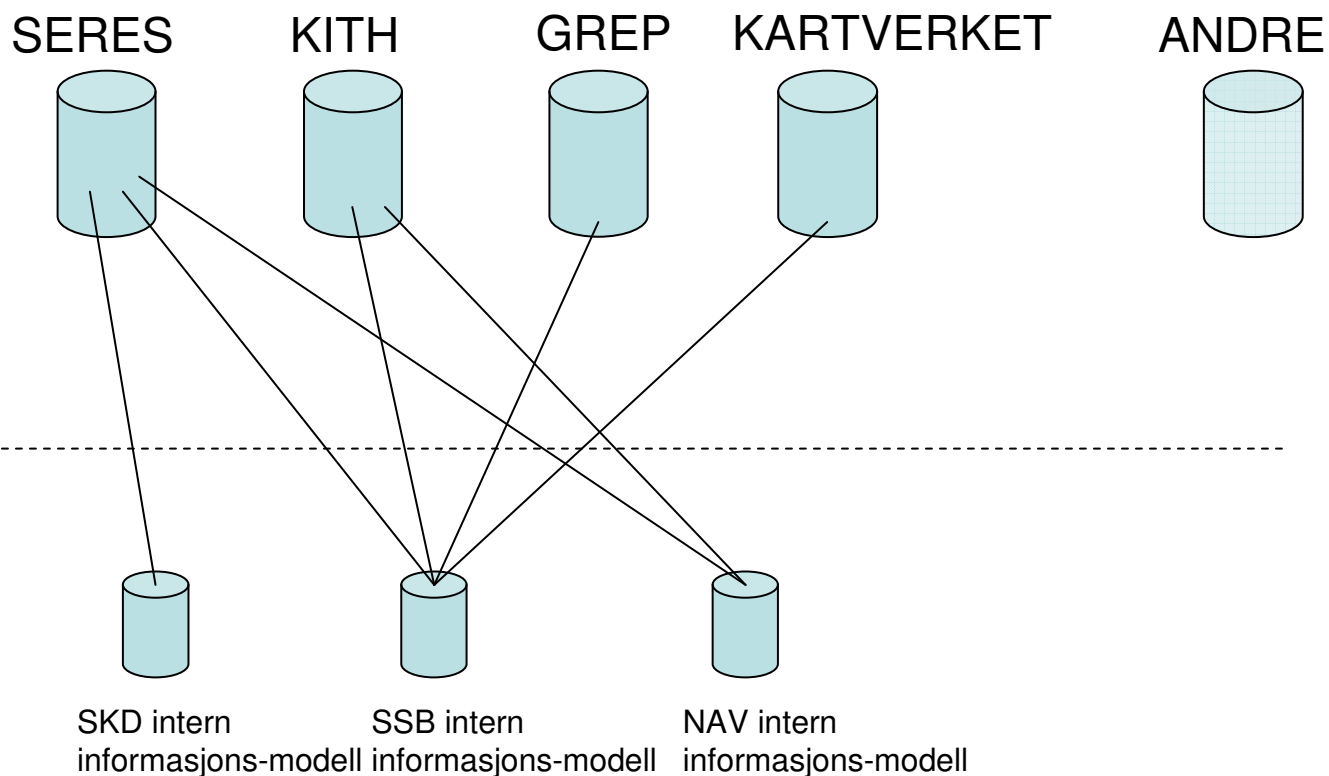 SERES KITH GREP KARTVERKET ANDRE
SKD intern
informasjons-modell
SSB intern
informasjons-modell
NAV intern
informasjons-modell